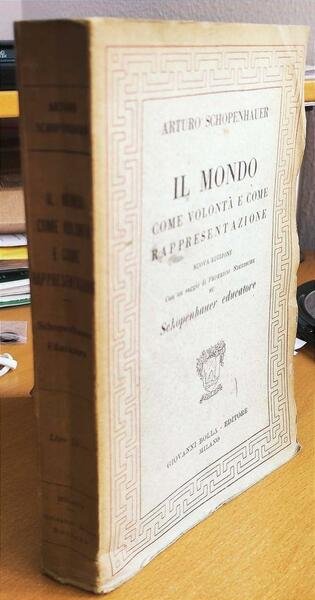 ARTURO SCHOPENHAUER
IL MONDO
COME VOLONTÀ E COME
RAPPRESENTAZIONE
NUOVA EDIZIONE
Con un saggio di Federico Nietzsche
su
Schopenhauer educatore
GIOVANNI BOLLA - EDITORE
MILANO
ARTURO
SCHOPENHAUER
IL MONDO
COME VOLONTÀ
E COME
RAPPRESENTAZIONE
Schopenhauer